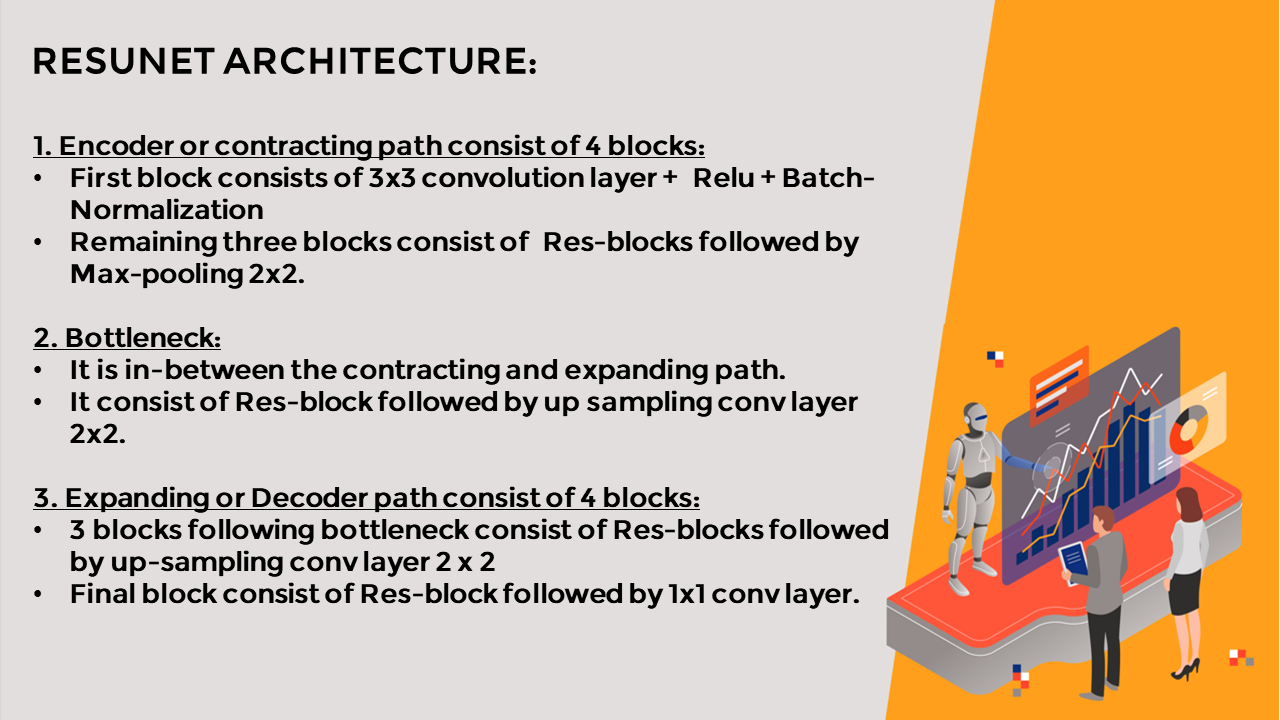 RESUNET ARCHITECTURE:
1. Encoder or contracting path consist of 4 blocks:
• First block consists of 3x3 convolution layer + Relu + Batch-
Normalization
• Remaining three blocks consist of Res-blocks followed by
Max-pooling 2x2.
2. Bottleneck:
• It is in-between the contracting and expanding path.
• It consist of Res-block followed by up sampling conv layer
2x2.
3. Expanding or Decoder path consist of 4 blocks:
• 3 blocks following bottleneck consist of Res-blocks followed
by up-sampling conv layer 2 x 2
• Final block consist of Res-block followed by 1x1 conv layer.